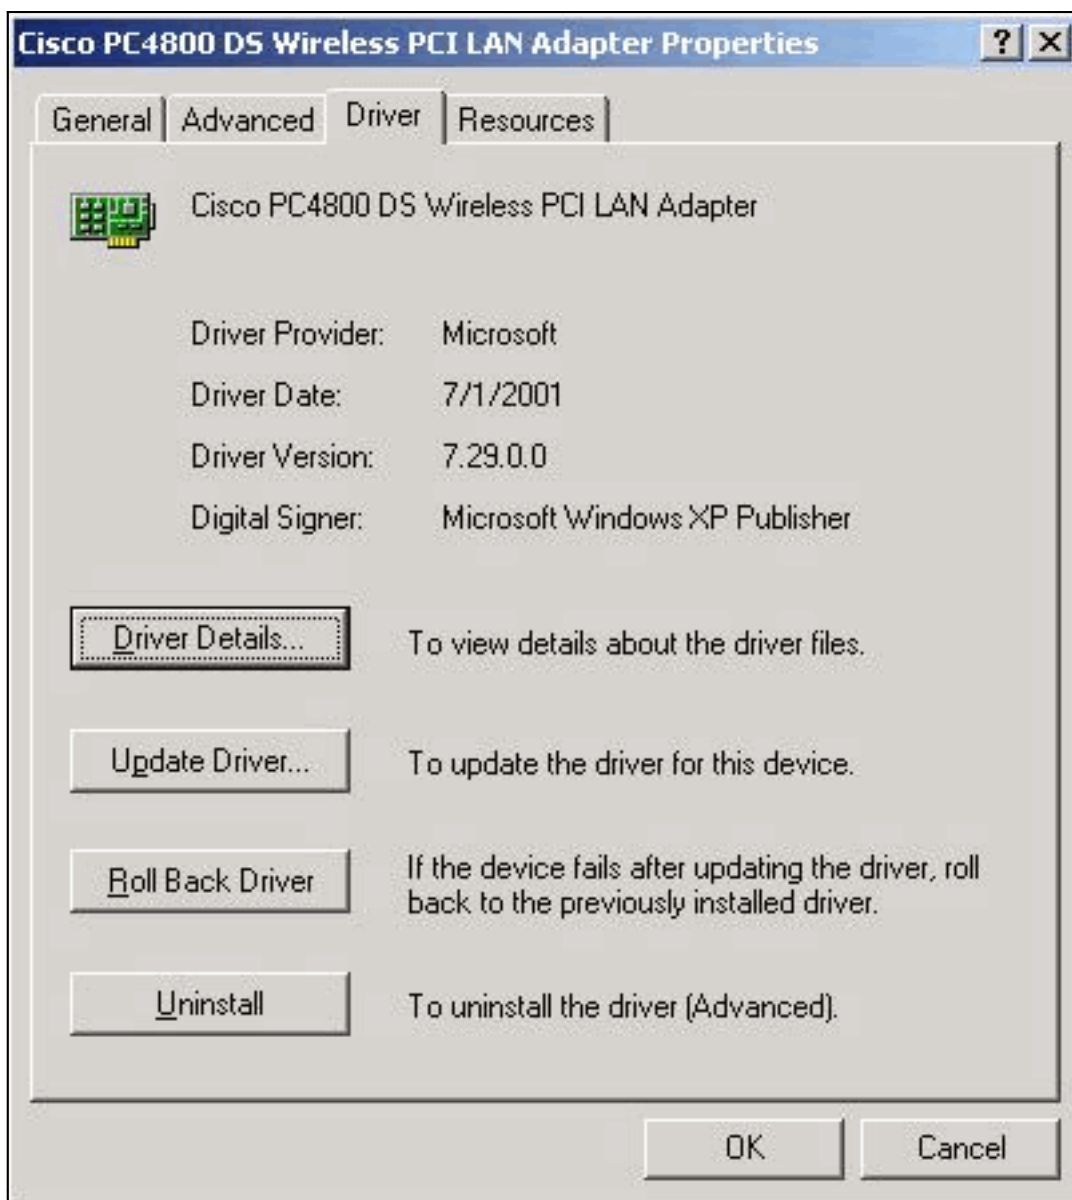 Cisco PC4800 DS Wireless PCI LAN Adapter Properties
General
Advanced
Driver
Resources
Cisco PC4800 DS Wireless PCI LAN Adapter
Driver Provider: Microsoft
Driver Date: 7/1/2001
Driver Version: 7.29.0.0
Digital Signer: Microsoft Windows XP Publisher
Driver Details... To view details about the driver files.
Update Driver... To update the driver for this device.
Roll Back Driver If the device fails after updating the driver, roll
back to the previously installed driver.
Uninstall To uninstall the driver (Advanced).
OK
Cancel